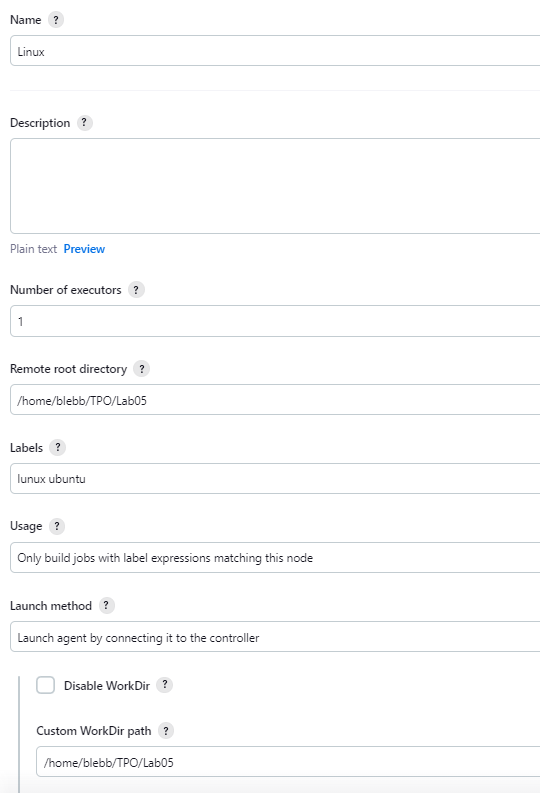 Name ?
Linux
Description ?
Plain text Preview
Number of executors ?
1
Remote root directory ?
/home/blebb/TPO/Lab05
Labels ?
lunux ubuntu
Usage ?
Only build jobs with label expressions matching this node
Launch method ?
Launch agent by connecting it to the controller
Disable WorkDir ?
Custom WorkDir path ?
/home/blebb/TPO/Lab05